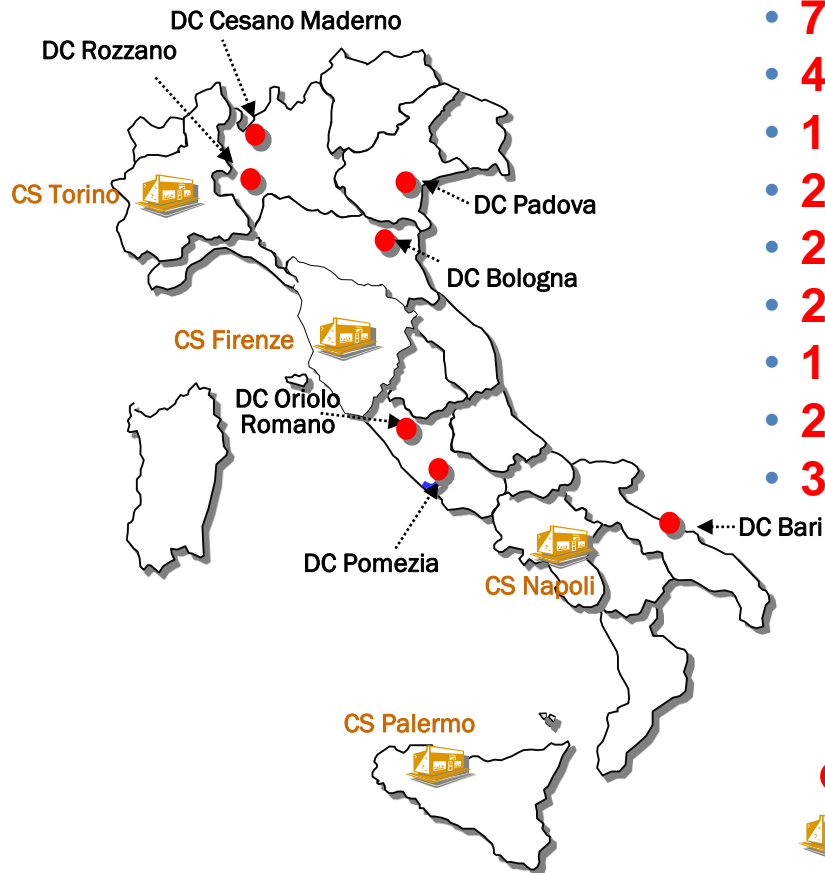 DC Cesano Maderno
DC Rozzano
CS Torino
DC Padova
DC Bologna
CS Firenze
DC Oriolo
Romano
DC Pomezia
DC Bari
CS Napoli
CS Palermo
• 7
• 4
• 1
• 2
• 2
• 2
• 1
• 2
• 3